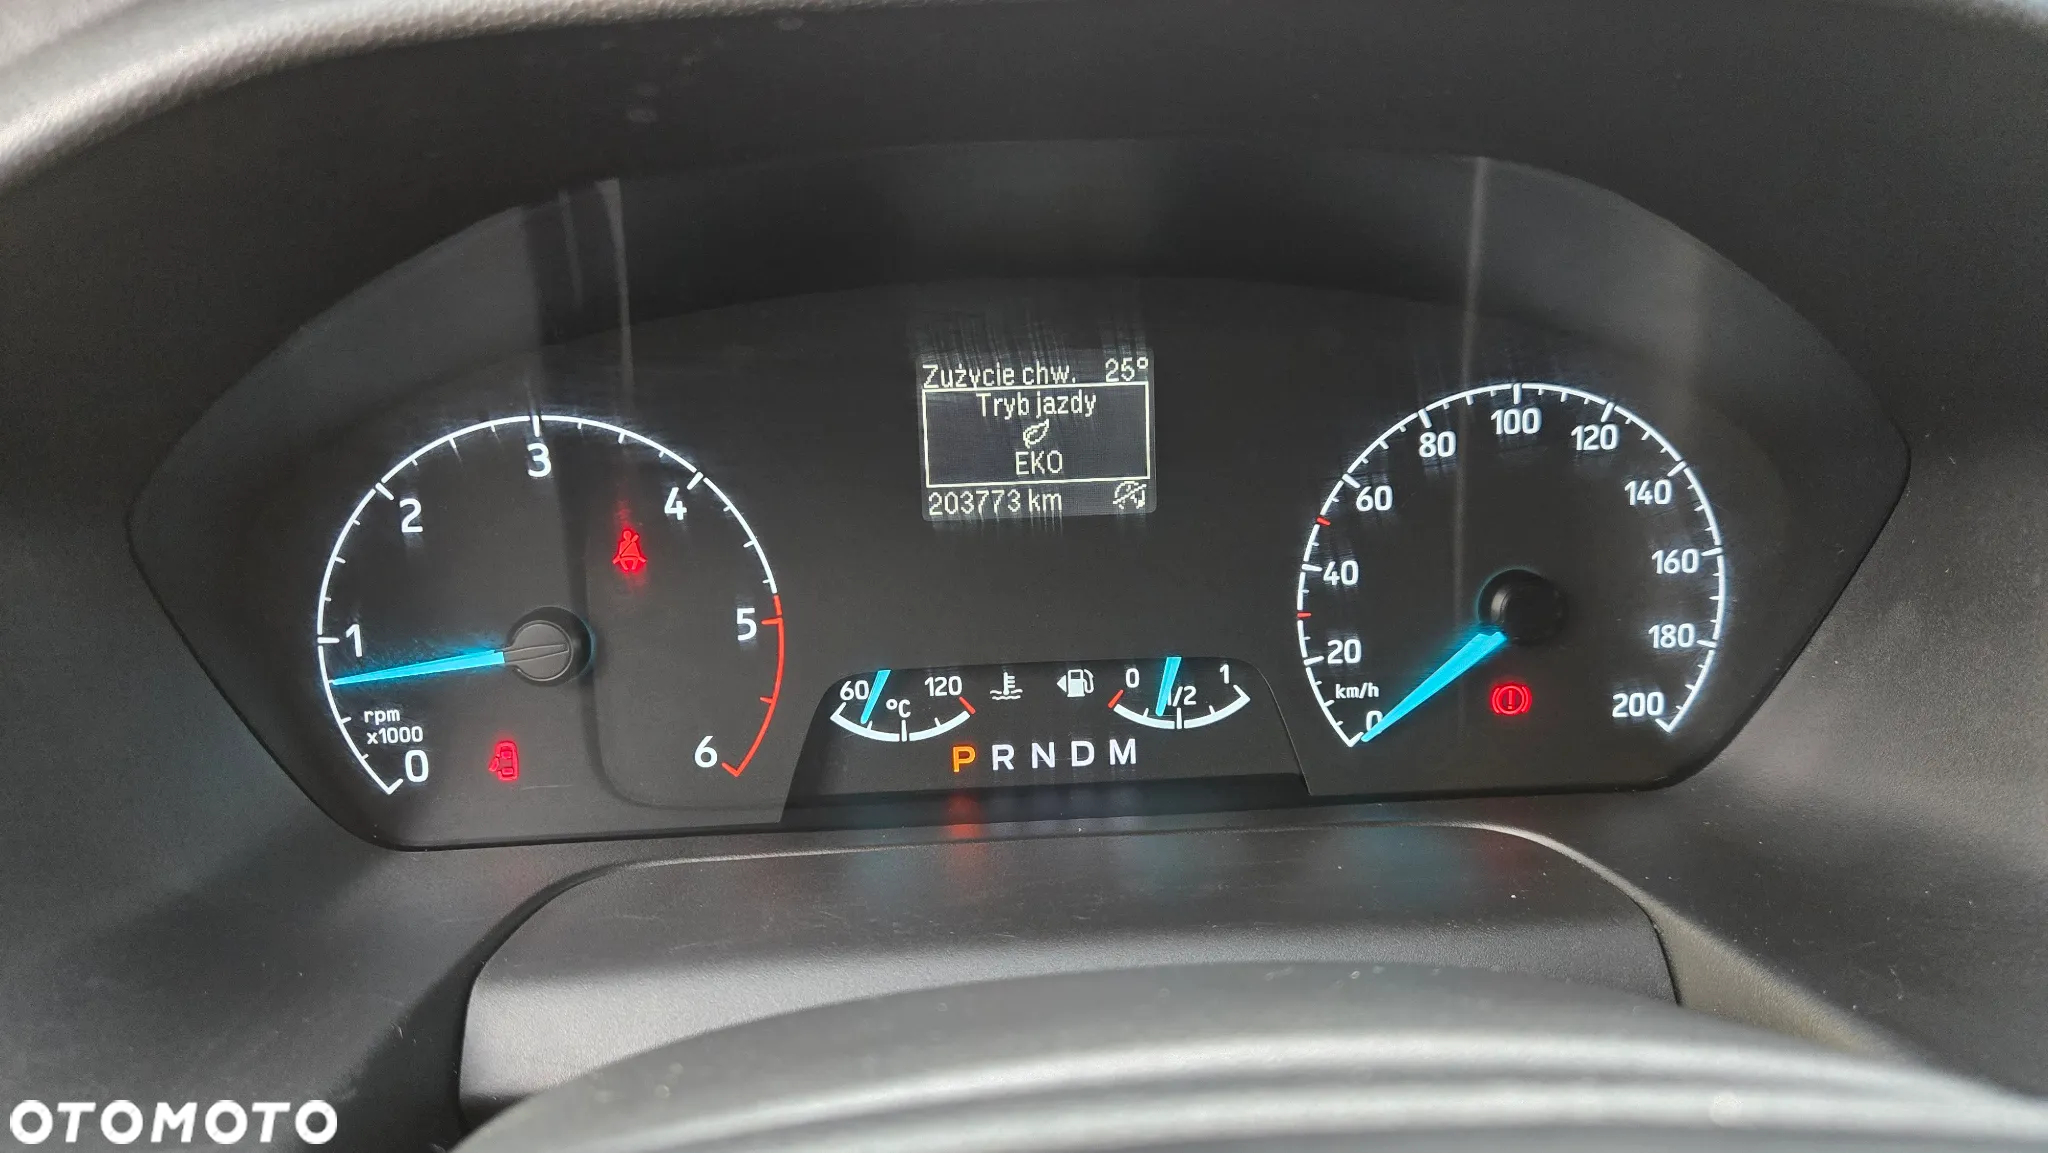 Zużycie chw. 25°
Tryb jazdy
EKO
203773 km
0 1 2 3 4 5 6
rpm
x1000
60 °C 120
0 1/2 1
P R N D M
0 20 40 60 80 100 120 140 160 180 200
km/h
OTOMOTO